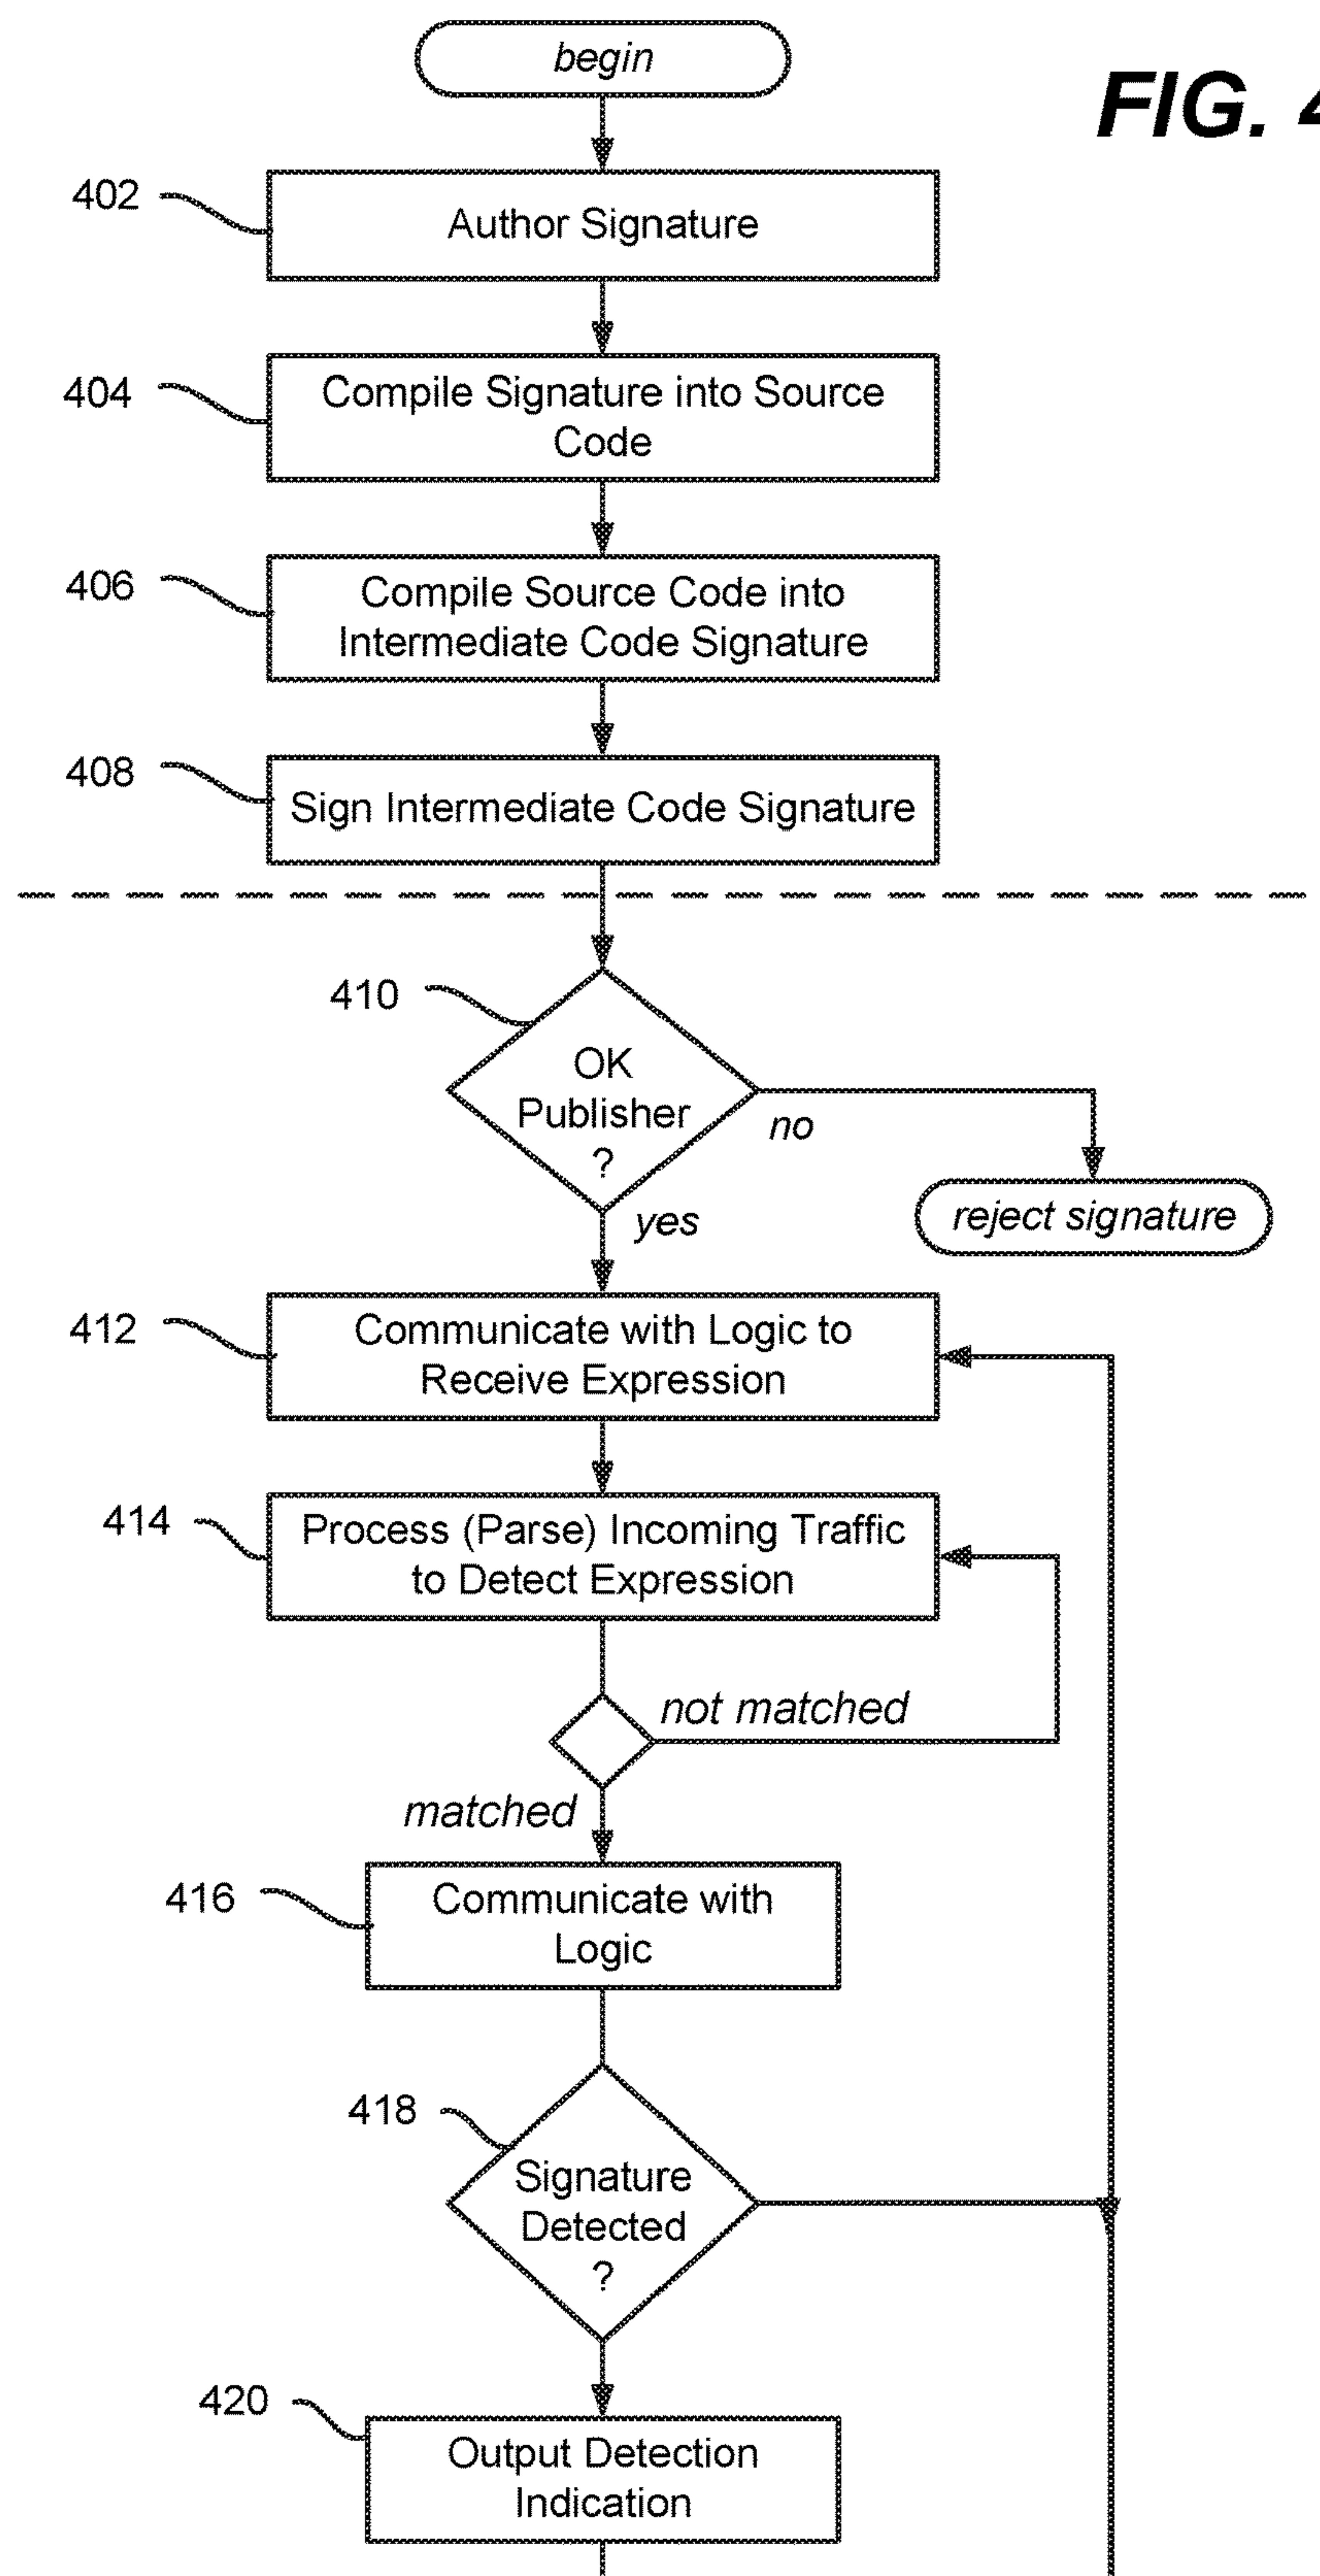 begin
FIG. 4
402
Author Signature
404
Compile Signature into Source
Code
406
Compile Source Code into
Intermediate Code Signature
408
Sign Intermediate Code Signature
410
OK
Publisher
?
no
reject signature
yes
412
Communicate with Logic to
Receive Expression
414
Process (Parse) Incoming Traffic
to Detect Expression
not matched
matched
416
Communicate with
Logic
418
Signature
Detected
?
420
Output Detection
Indication